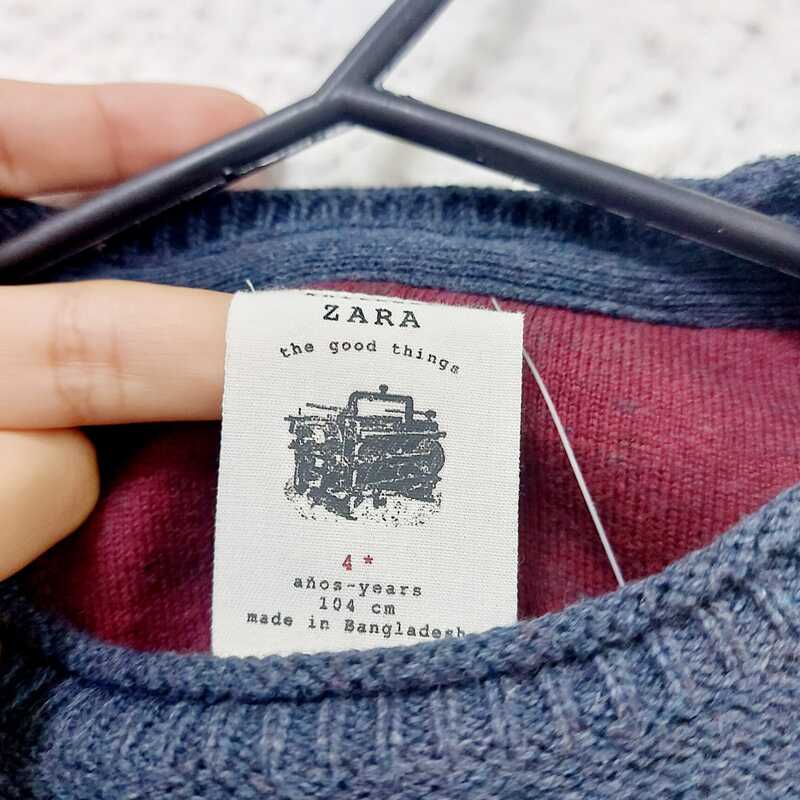 ZARA
the good things
4 *
años-years
104 cm
made in Bangladesh